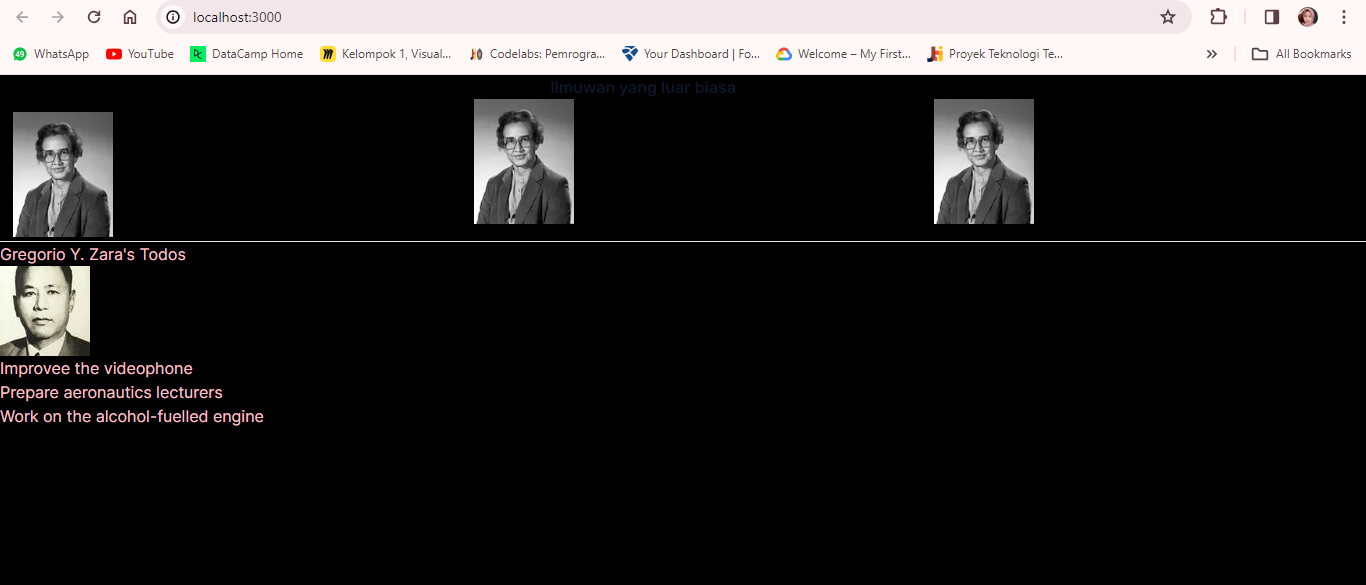 localhost:3000
49 WhatsApp
YouTube
DC DataCamp Home
Kelompok 1, Visual...
Codelabs: Pemrogra...
Your Dashboard | Fo...
Welcome – My First...
Proyek Teknologi Te...
All Bookmarks
Ilmuwan yang luar biasa
Gregorio Y. Zara's Todos
Improvee the videophone
Prepare aeronautics lecturers
Work on the alcohol-fuelled engine